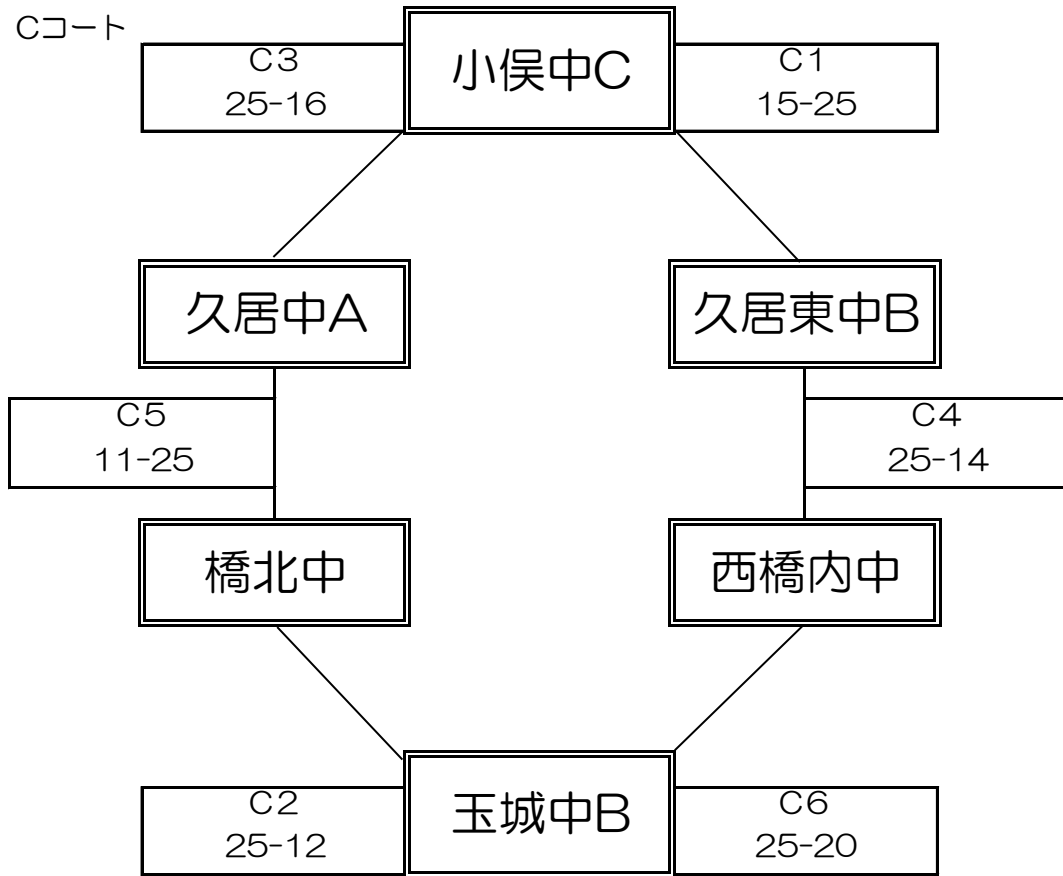 Cコート
C3
25-16
小俣中C
C1
15-25
久居中A
久居東中B
C5
11-25
C4
25-14
橋北中
西橋内中
C2
25-12
玉城中B
C6
25-20